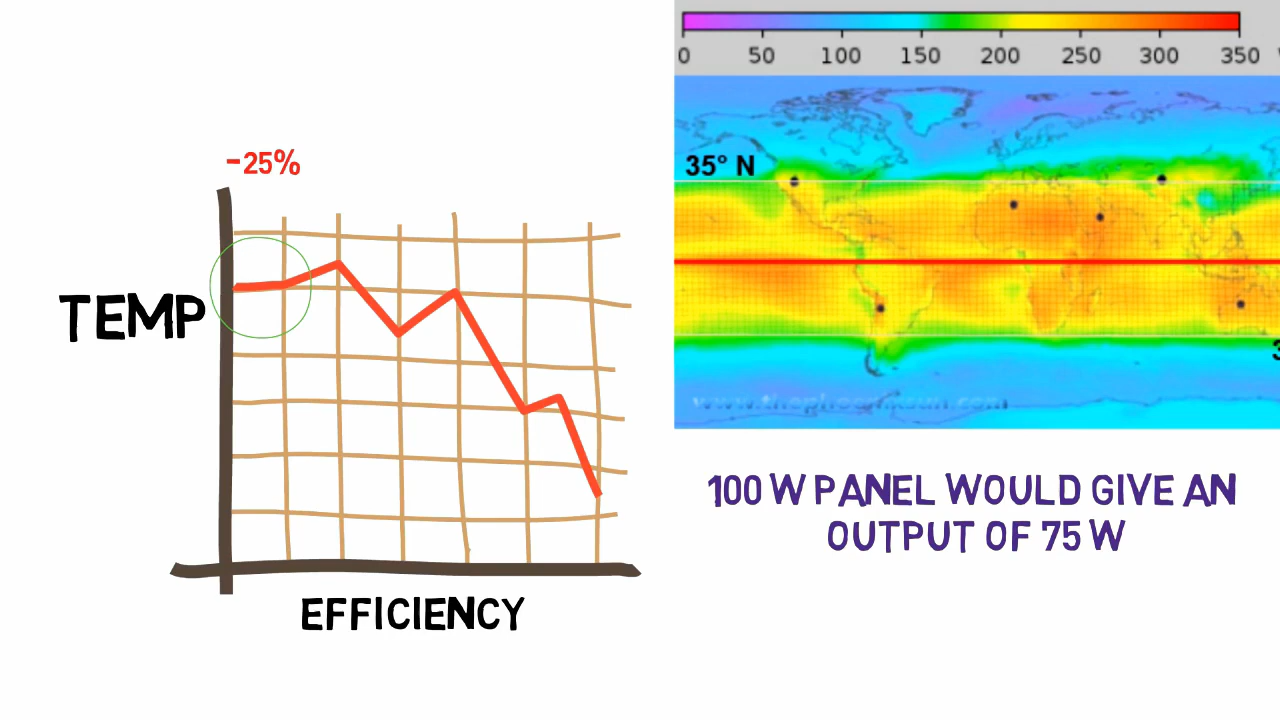 -25%
TEMP
EFFICIENCY
0 50 100 150 200 250 300 350
35° N
100 W PANEL WOULD GIVE AN
OUTPUT OF 75 W